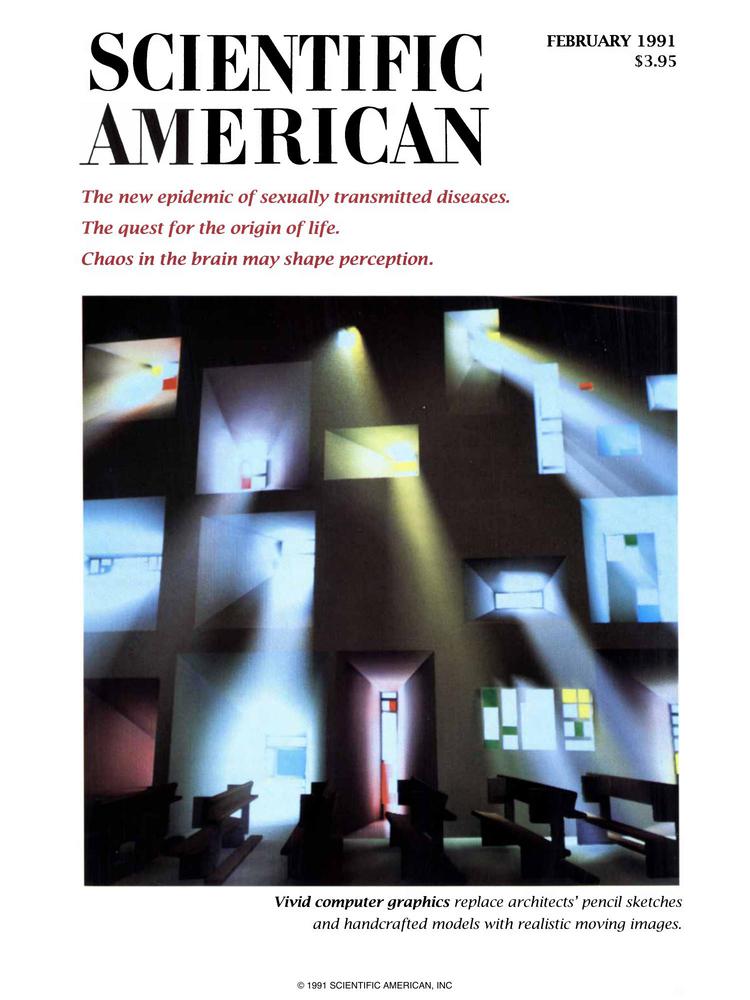 SCIENTIFIC
AMERICAN
FEBRUARY 1991
$3.95
The new epidemic of sexually transmitted diseases.
The quest for the origin of life.
Chaos in the brain may shape perception.
Vivid computer graphics replace architects' pencil sketches
and handcrafted models with realistic moving images.
© 1991 SCIENTIFIC AMERICAN, INC